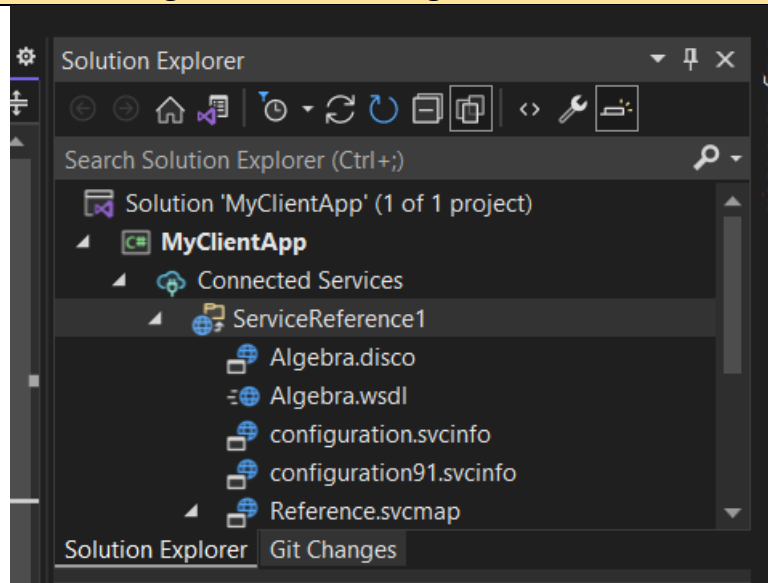 Solution Explorer
Search Solution Explorer (Ctrl+;)
Solution 'MyClientApp' (1 of 1 project)
C# MyClientApp
Connected Services
ServiceReference1
Algebra.disco
Algebra.wsdl
configuration.svcinfo
configuration91.svcinfo
Reference.svcmap
Solution Explorer Git Changes